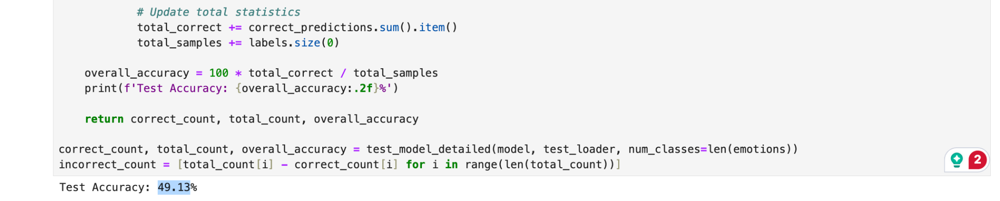 # Update total statistics
total_correct += correct_predictions.sum().item()
total_samples += labels.size(0)
overall_accuracy = 100 * total_correct / total_samples
print(f'Test Accuracy: {overall_accuracy:.2f}%')
return correct_count, total_count, overall_accuracy
correct_count, total_count, overall_accuracy = test_model_detailed(model, test_loader, num_classes=len(emotions))
incorrect_count = [total_count[i] - correct_count[i] for i in range(len(total_count))]
2
Test Accuracy: 49.13%